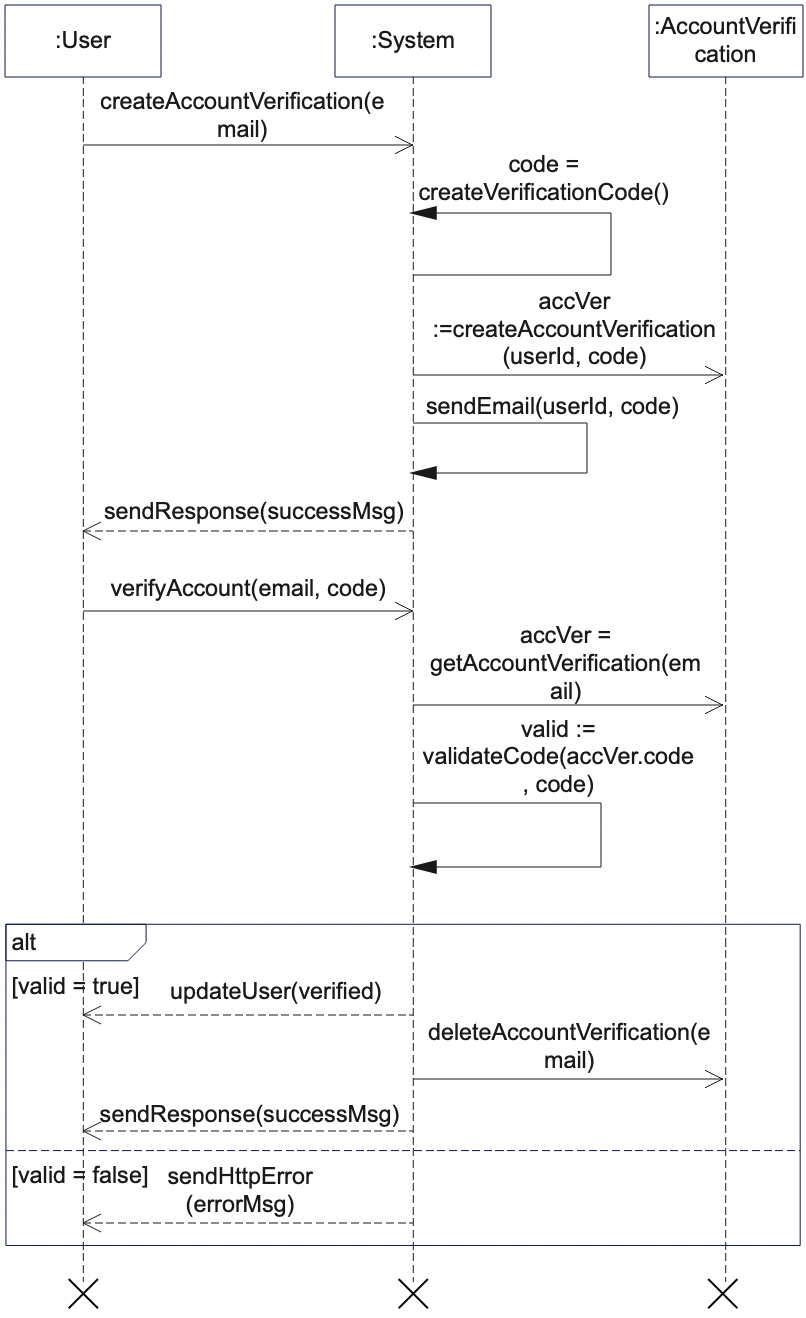 :User
:System
:AccountVerifi
cation
createAccountVerification(e
mail)
code =
createVerificationCode()
accVer
:=createAccountVerification
(userId, code)
sendEmail(userId, code)
sendResponse(successMsg)
verifyAccount(email, code)
accVer =
getAccountVerification(em
ail)
valid :=
validateCode(accVer.code
, code)
alt
[valid = true]
updateUser(verified)
deleteAccountVerification(e
mail)
sendResponse(successMsg)
[valid = false]
sendHttpError
(errorMsg)